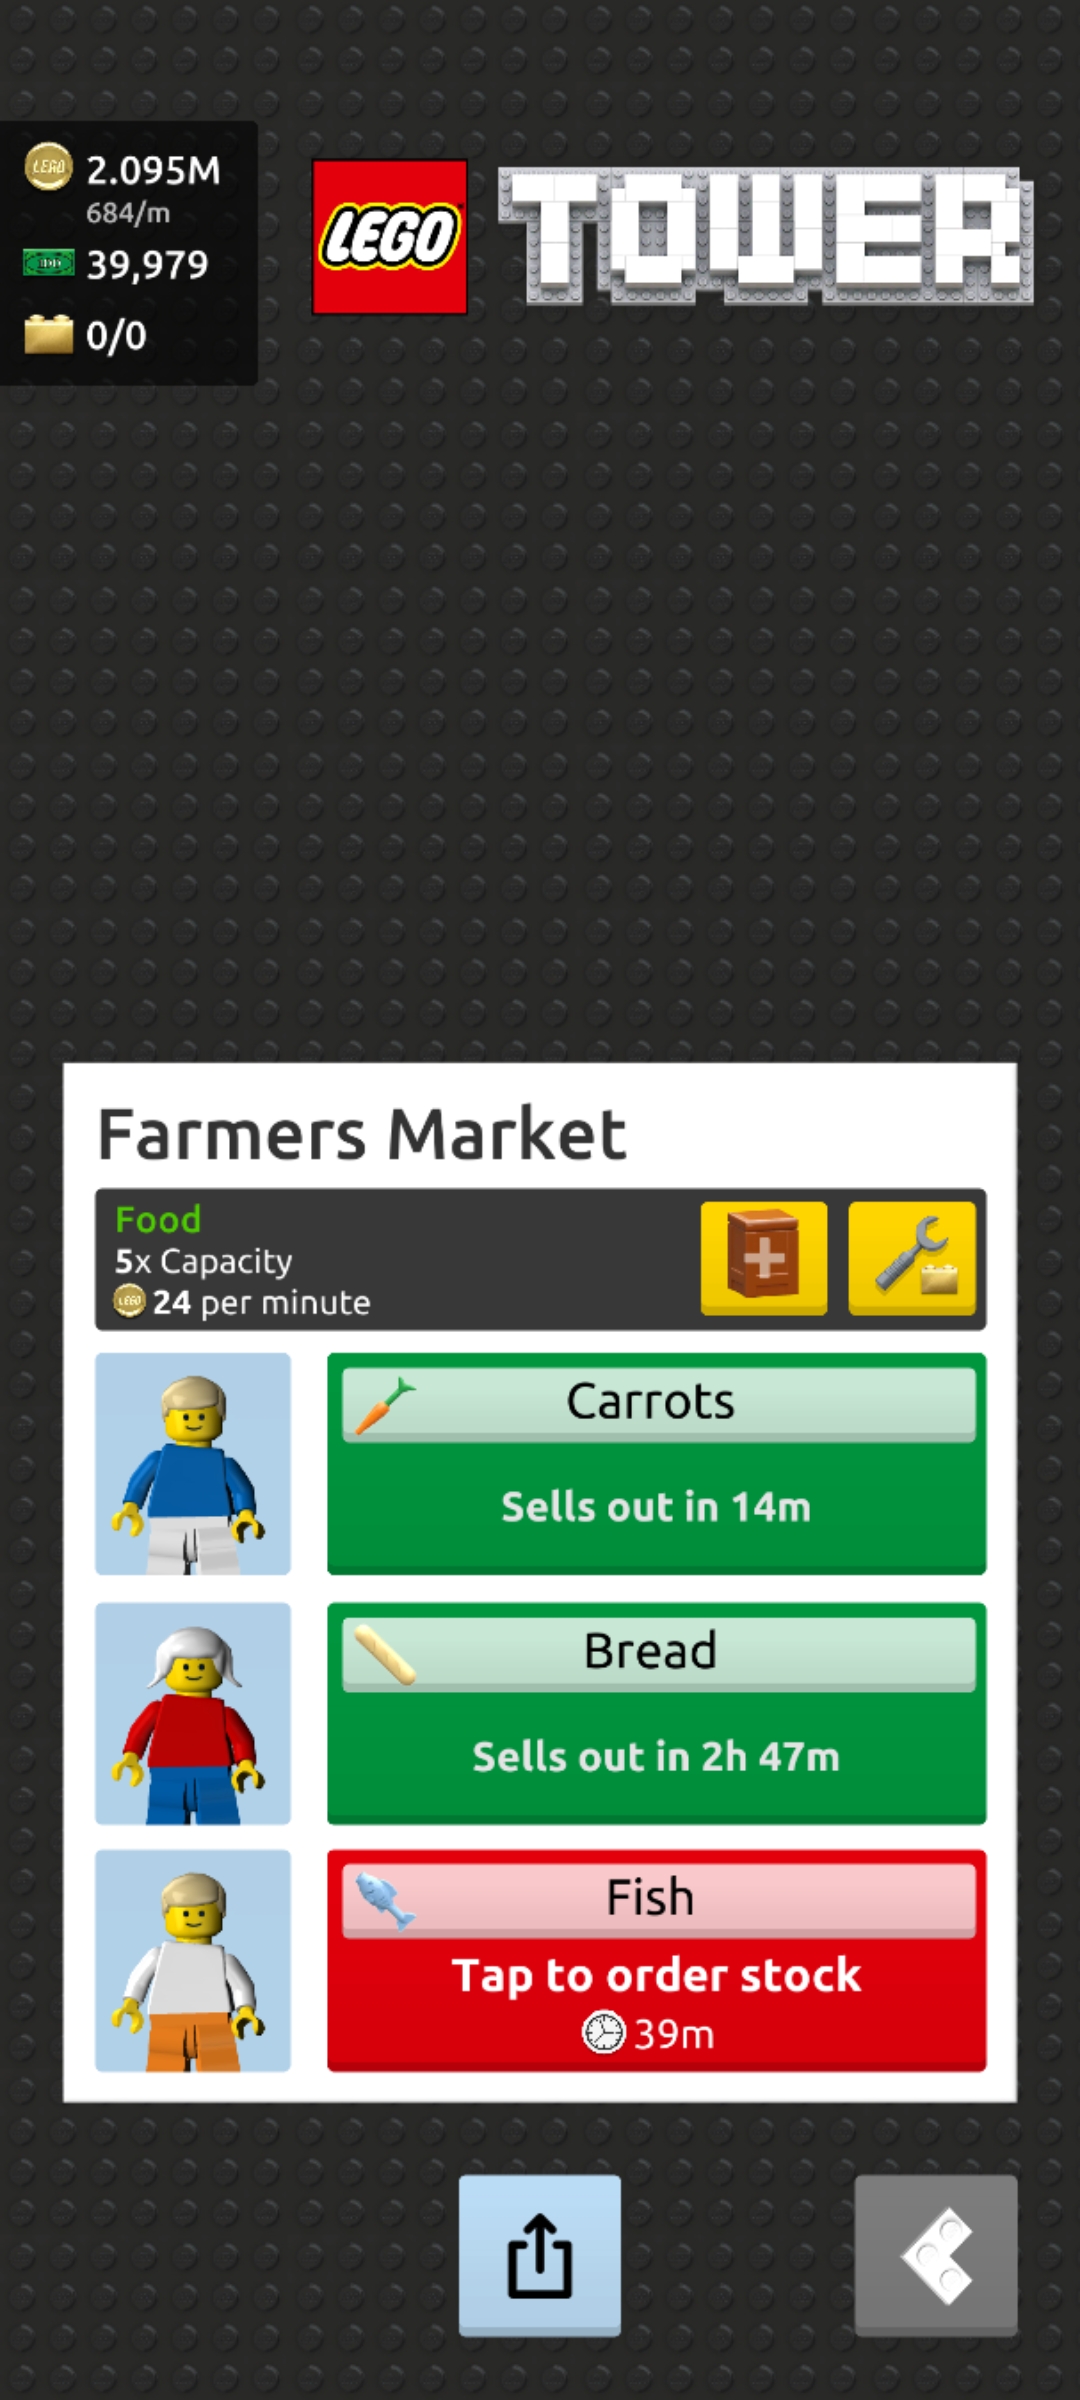 2.095M
684/m
39,979
0/0
LEGO
TOWER
Farmers Market
Food
5x Capacity
24 per minute
Carrots
Sells out in 14m
Bread
Sells out in 2h 47m
Fish
Tap to order stock
39m